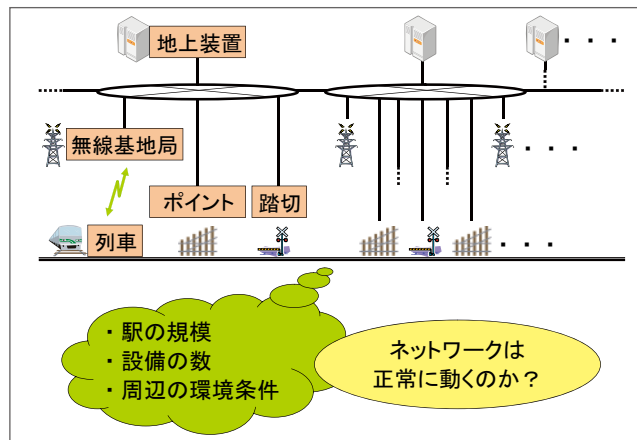 地上装置
無線基地局
ポイント
踏切
列車
・駅の規模
・設備の数
・周辺の環境条件
ネットワークは
正常に動くのか？